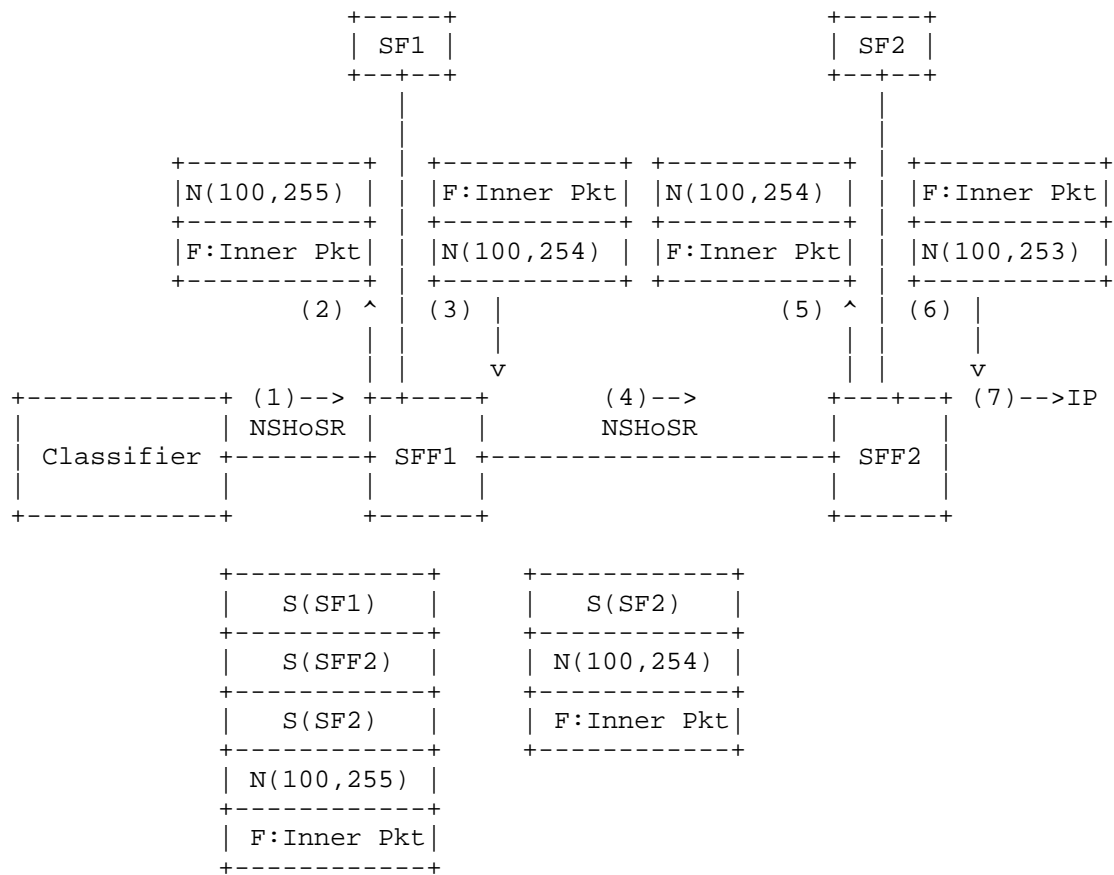 SF1 SF2
N(100,255) F:Inner Pkt N(100,254) F:Inner Pkt
F:Inner Pkt N(100,254) F:Inner Pkt N(100,253)
(2) ^ (3) (5) ^ (6)
v v
(1)--> (4)--> (7)-->IP
NSHoSR NSHoSR
Classifier SFF1 SFF2
S(SF1) S(SF2)
S(SFF2) N(100,254)
S(SF2) F:Inner Pkt
N(100,255)
F:Inner Pkt